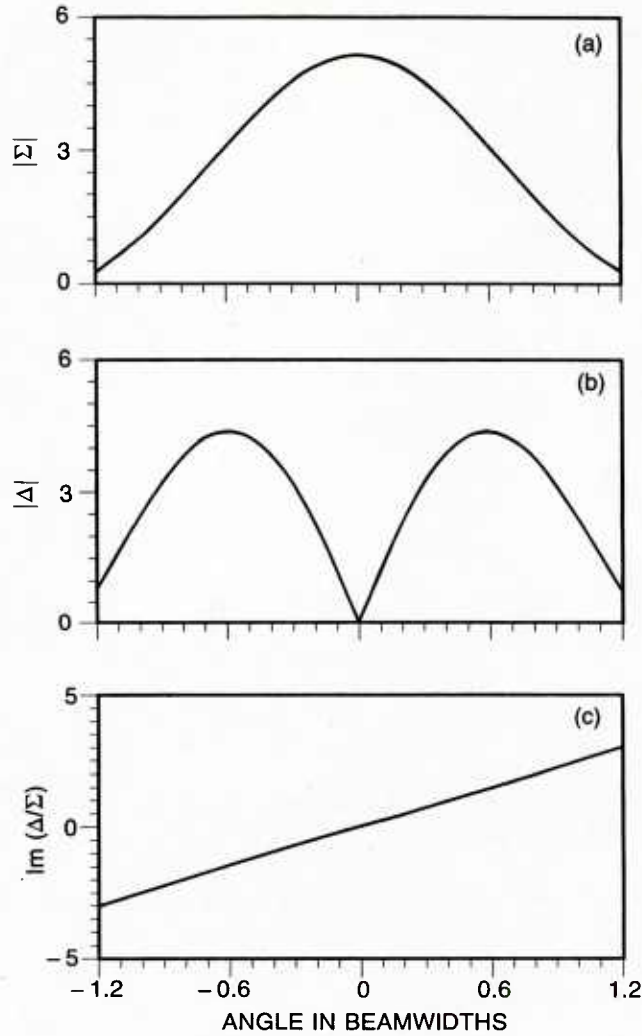 6
(a)
|Σ|
3
0
6
(b)
|Δ|
3
0
5
(c)
Im (Δ/Σ)
0
−5
−1.2 −0.6 0 0.6 1.2
ANGLE IN BEAMWIDTHS